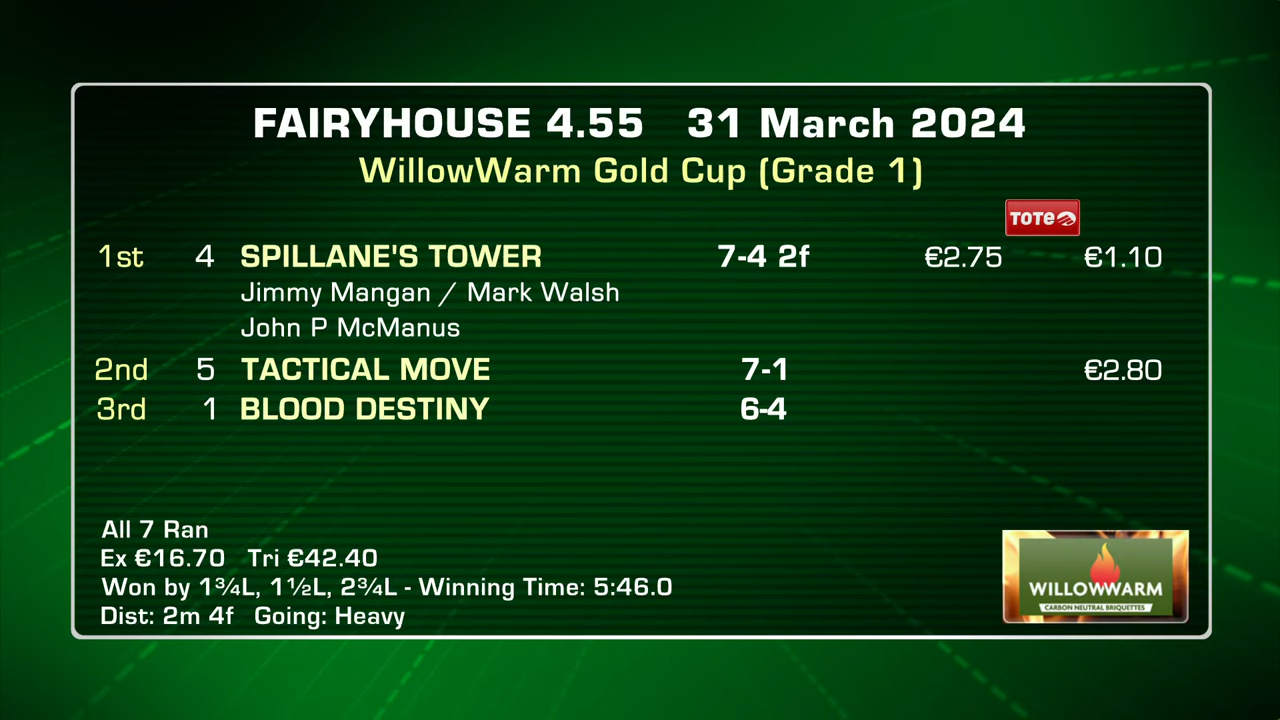 FAIRYHOUSE 4.55 31 March 2024
WillowWarm Gold Cup (Grade 1)
TOTE
1st 4 SPILLANE'S TOWER 7-4 2f €2.75 €1.10
Jimmy Mangan / Mark Walsh
John P McManus
2nd 5 TACTICAL MOVE 7-1 €2.80
3rd 1 BLOOD DESTINY 6-4
All 7 Ran
Ex €16.70 Tri €42.40
Won by 1¾L, 1½L, 2¾L - Winning Time: 5:46.0
Dist: 2m 4f Going: Heavy
WILLOWWARM
CARBON NEUTRAL BRIQUETTES